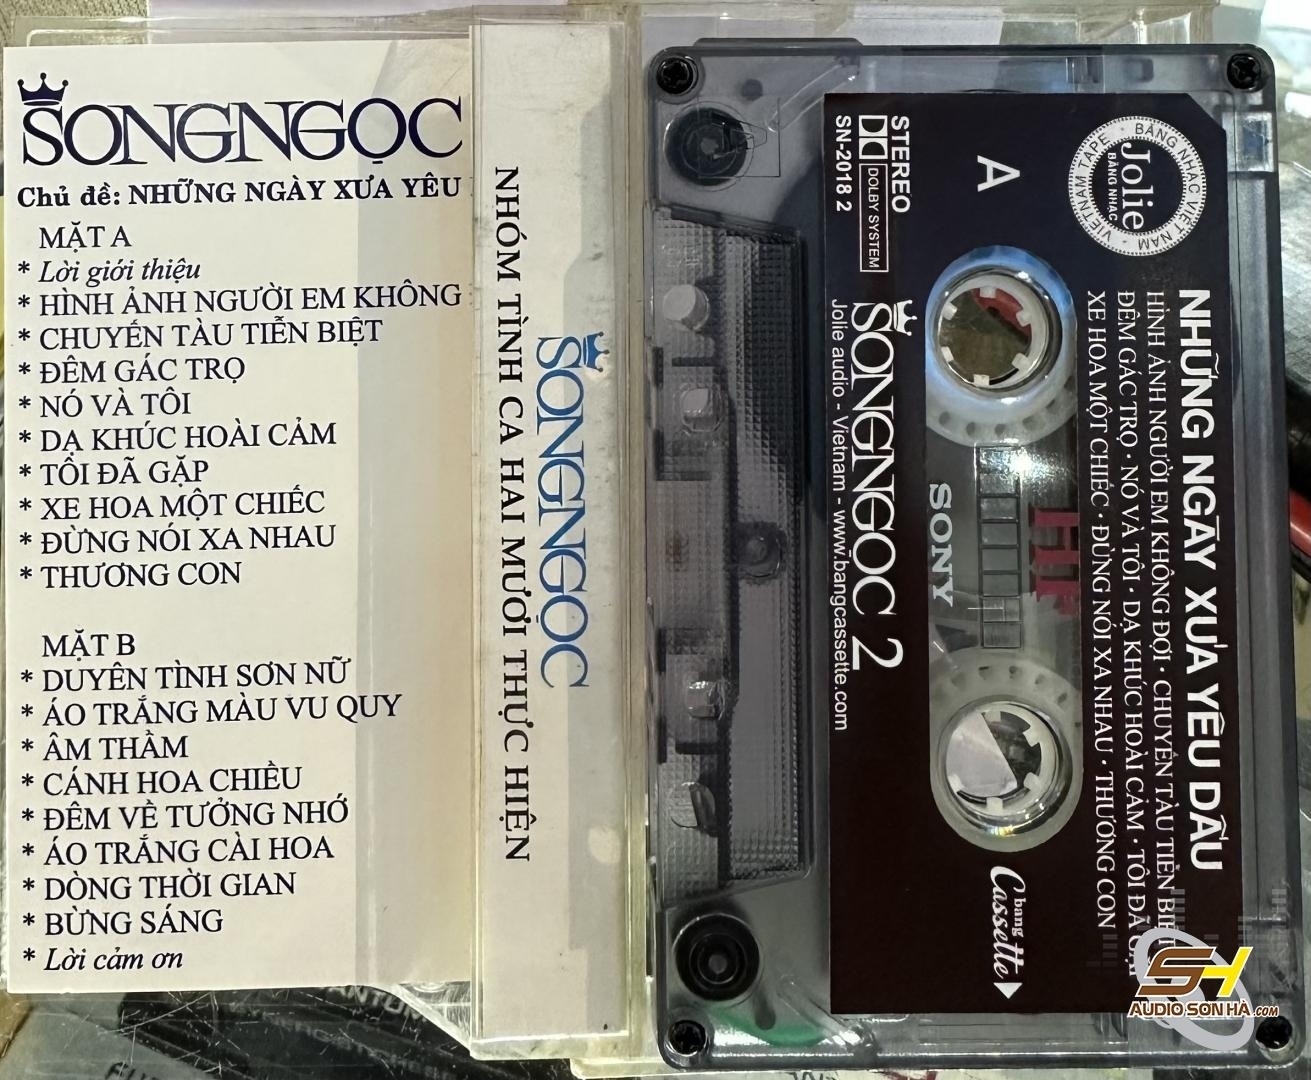 SONGNGỌC
Chủ đề: NHỮNG NGÀY XƯA YÊU
MẶT A
* Lời giới thiệu
* HÌNH ẢNH NGƯỜI EM KHÔNG
* CHUYẾN TÀU TIỄN BIỆT
* ĐÊM GÁC TRỌ
* NÓ VÀ TÔI
* DẠ KHÚC HOÀI CẢM
* TÔI ĐÃ GẶP
* XE HOA MỘT CHIẾC
* ĐỪNG NÓI XA NHAU
* THƯƠNG CON
MẶT B
* DUYÊN TÌNH SƠN NỮ
* ÁO TRẮNG MÀU VU QUY
* ÂM THẦM
* CÁNH HOA CHIỀU
* ĐÊM VỀ TƯỞNG NHỚ
* ÁO TRẮNG CÀI HOA
* DÒNG THỜI GIAN
* BỪNG SÁNG
* Lời cảm ơn
SONGNGỌC
NHÓM TÌNH CA HAI MƯƠI THỰC HIỆN
BĂNG NHẠC VIỆT NAM · VIETNAM TAPE ·
Jolie
BĂNG NHẠC
NHỮNG NGÀY XƯA YÊU DẤU
HÌNH ẢNH NGƯỜI EM KHÔNG ĐỢI · CHUYẾN TÀU TIỄN BIỆT
ĐÊM GÁC TRỌ · NÓ VÀ TÔI · DẠ KHÚC HOÀI CẢM · TÔI ĐÃ GẶP
XE HOA MỘT CHIẾC · ĐỪNG NÓI XA NHAU · THƯƠNG CON
A
HF
SONY
bang
Cassette
STEREO
DOLBY SYSTEM
SN-2018 2
SONGNGỌC 2
Jolie audio - Vietnam - www.bangcassette.com
SH
AUDIO SƠN HÀ.COM